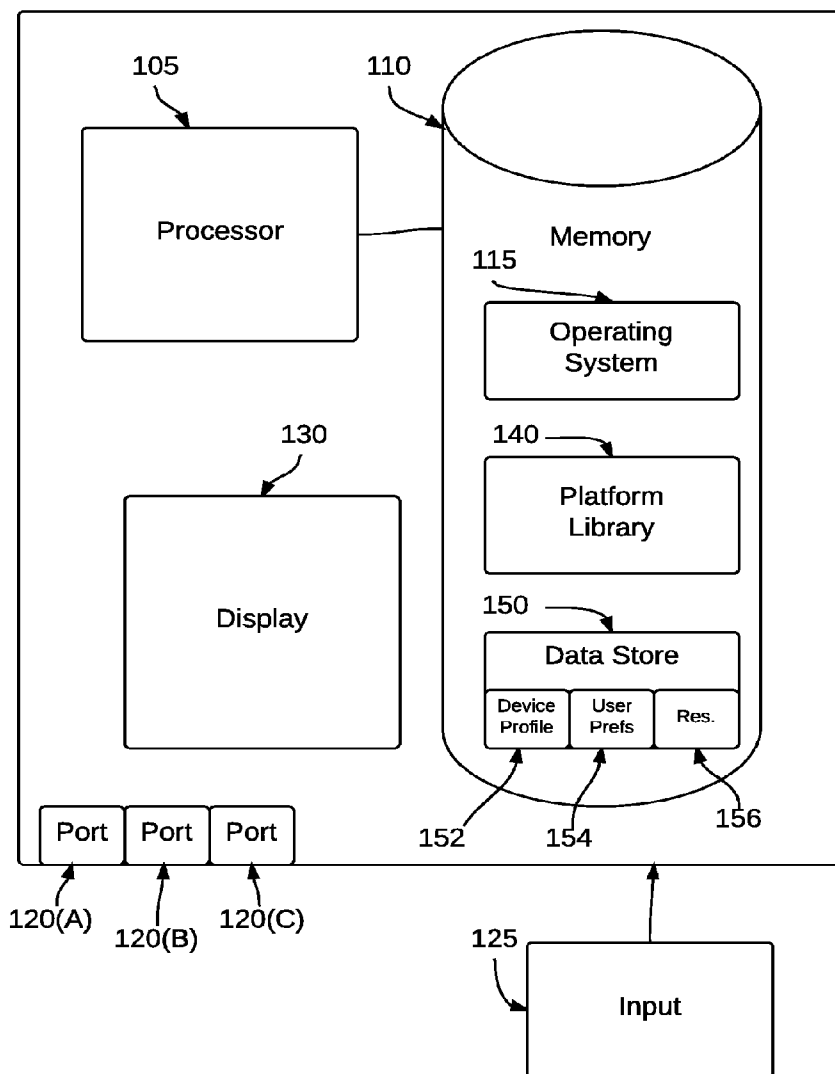 105
110
Processor
Memory
115
Operating
System
130
140
Platform
Library
Display
150
Data Store
Device
Profile
User
Prefs
Res.
152
154
156
Port
Port
Port
120(A)
120(B)
120(C)
125
Input